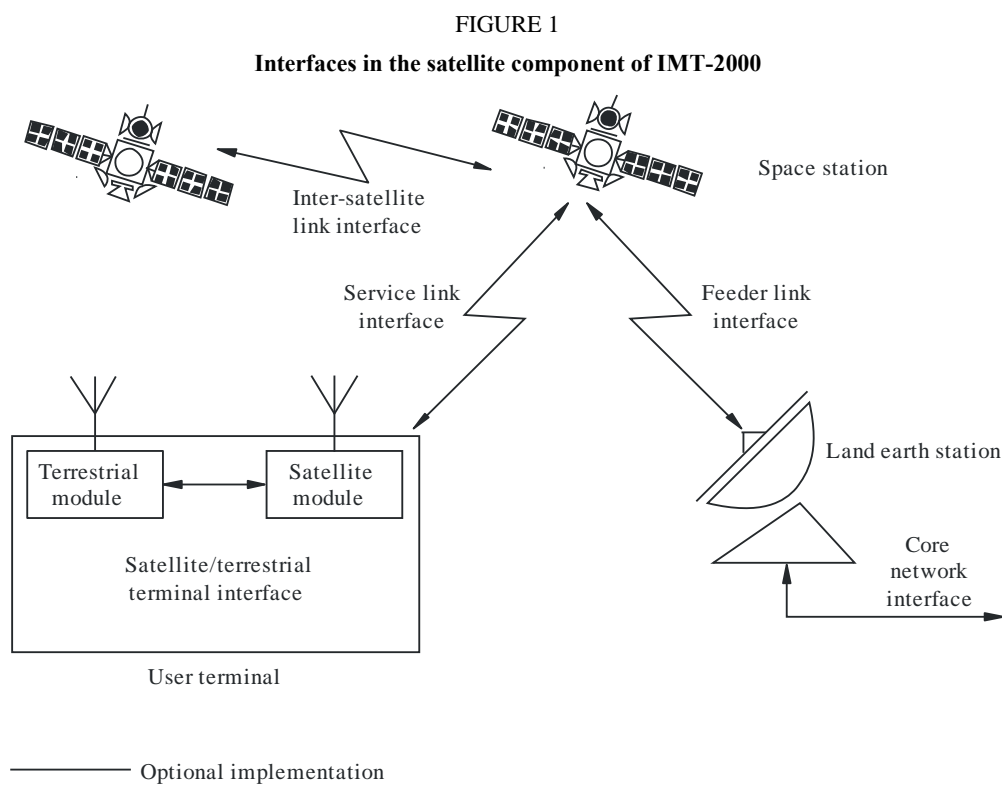 FIGURE 1
Interfaces in the satellite component of IMT-2000
Space station
Inter-satellite
link interface
Service link
interface
Feeder link
interface
Terrestrial
module
Satellite
module
Land earth station
Satellite/terrestrial
terminal interface
Core
network
interface
User terminal
Optional implementation